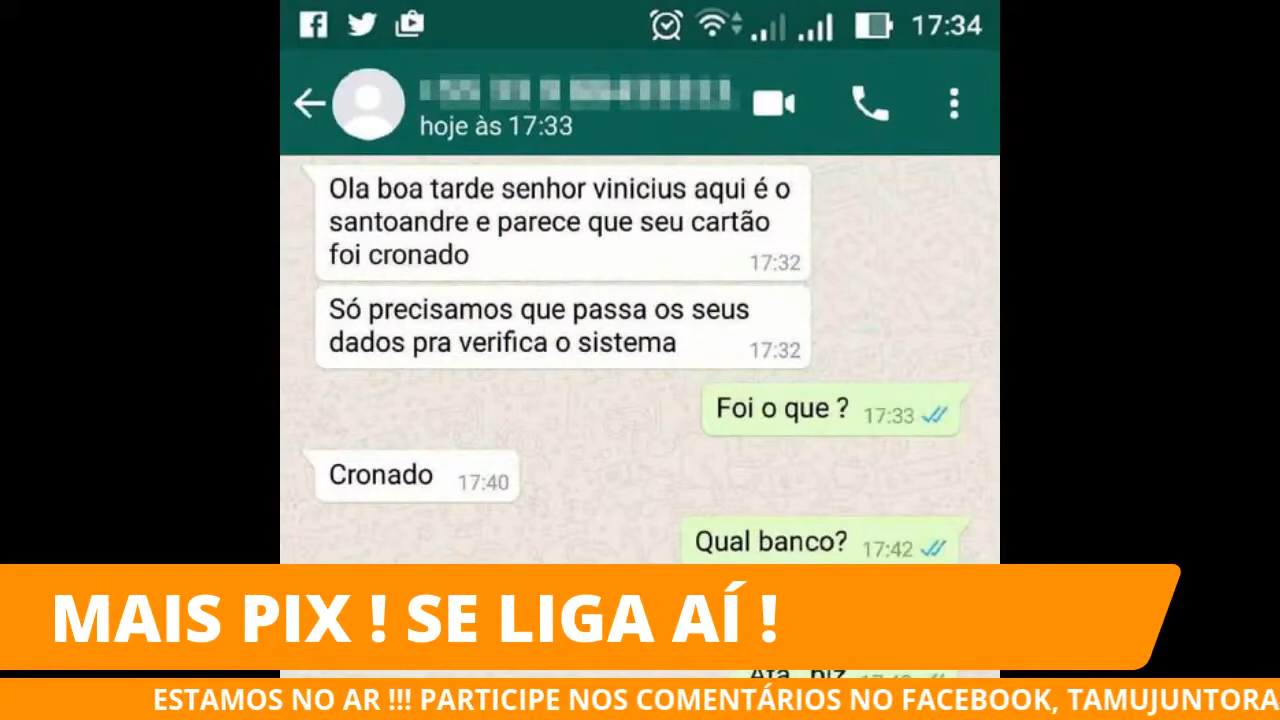 17:34
hoje às 17:33
Ola boa tarde senhor vinicius aqui é o
santoandre e parece que seu cartão
foi cronado
17:32
Só precisamos que passa os seus
dados pra verifica o sistema
17:32
Foi o que ? 17:33
Cronado 17:40
Qual banco? 17:42
MAIS PIX ! SE LIGA AÍ !
ESTAMOS NO AR !!! PARTICIPE NOS COMENTÁRIOS NO FACEBOOK, TAMUJUNTORA